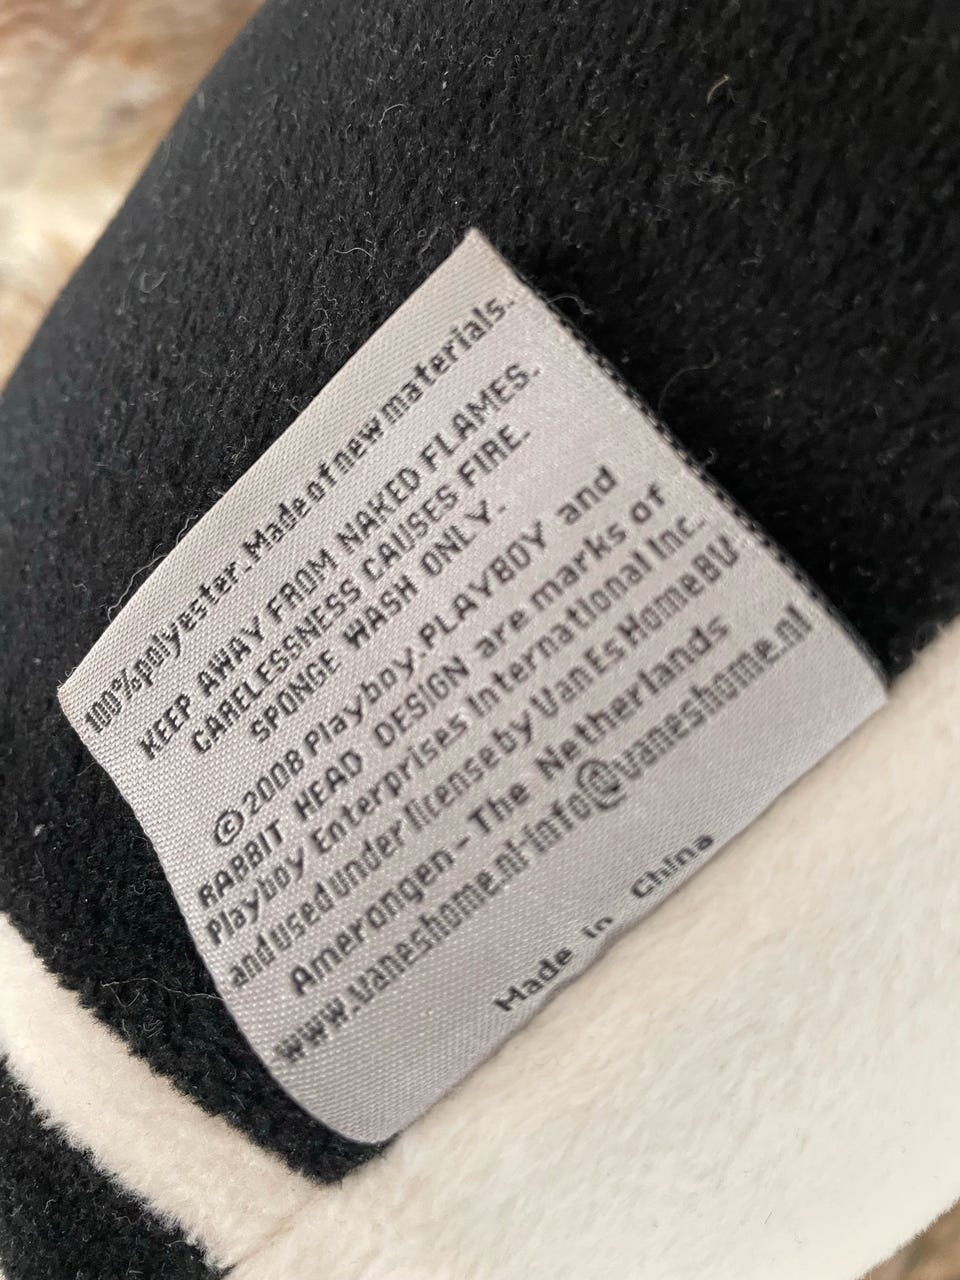 100% polyester. Made of new materials.
KEEP AWAY FROM NAKED FLAMES.
CARELESSNESS CAUSES FIRE.
SPONGE WASH ONLY.
© 2008 Playboy. PLAYBOY and
RABBIT HEAD DESIGN are marks of
Playboy Enterprises International Inc.
and used under license by Van Es Home BV
Amerongen - The Netherlands
www.vaneshome.nl-info@vaneshome.nl
Made in China